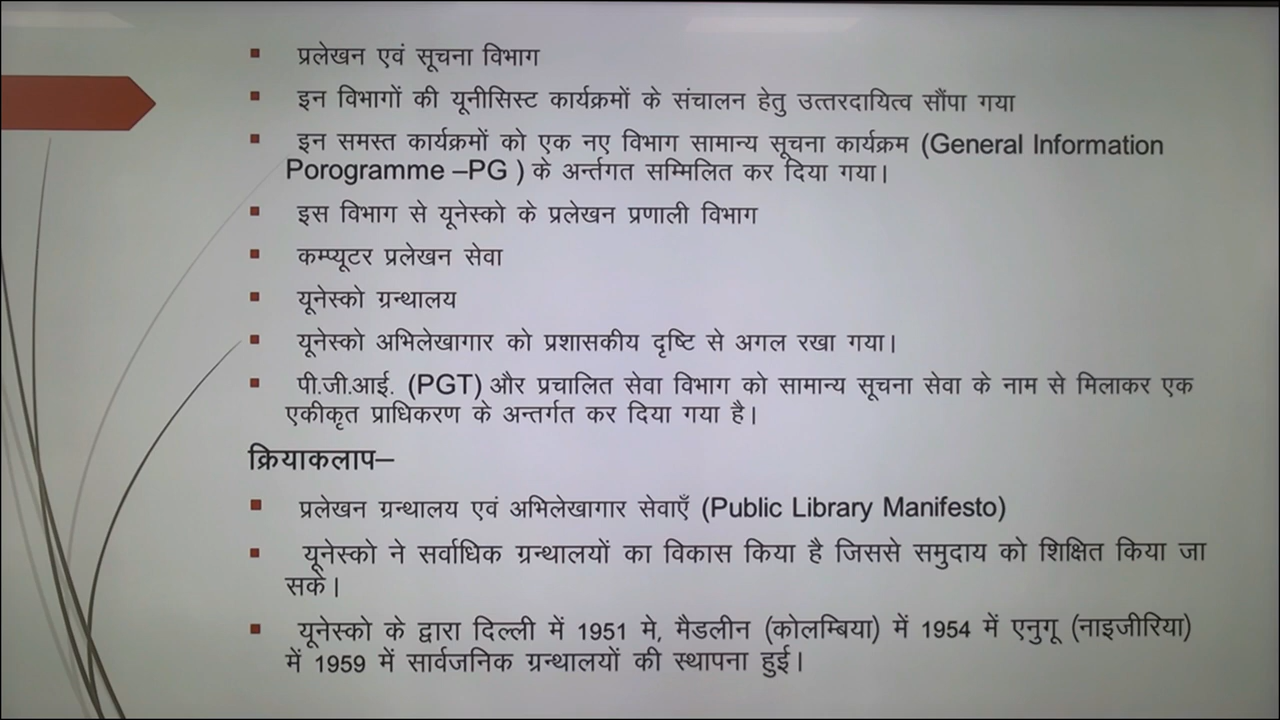 प्रलेखन एवं सूचना विभाग
इन विभागों की यूनीसिस्ट कार्यक्रमों के संचालन हेतु उत्तरदायित्व सौंपा गया
इन समस्त कार्यक्रमों को एक नए विभाग सामान्य सूचना कार्यक्रम (General Information
Porogramme –PG ) के अर्न्तगत सम्मिलित कर दिया गया।
इस विभाग से यूनेस्को के प्रलेखन प्रणाली विभाग
कम्प्यूटर प्रलेखन सेवा
यूनेस्को ग्रन्थालय
यूनेस्को अभिलेखागार को प्रशासकीय दृष्टि से अगल रखा गया।
पी.जी.आई. (PGT) और प्रचालित सेवा विभाग को सामान्य सूचना सेवा के नाम से मिलाकर एक
एकीकृत प्राधिकरण के अन्तर्गत कर दिया गया है।
क्रियाकलाप–
प्रलेखन ग्रन्थालय एवं अभिलेखागार सेवाएँ (Public Library Manifesto)
यूनेस्को ने सर्वाधिक ग्रन्थालयों का विकास किया है जिससे समुदाय को शिक्षित किया जा
सके।
यूनेस्को के द्वारा दिल्ली में 1951 मे, मैडलीन (कोलम्बिया) में 1954 में एनुगू (नाइजीरिया)
में 1959 में सार्वजनिक ग्रन्थालयों की स्थापना हुई।